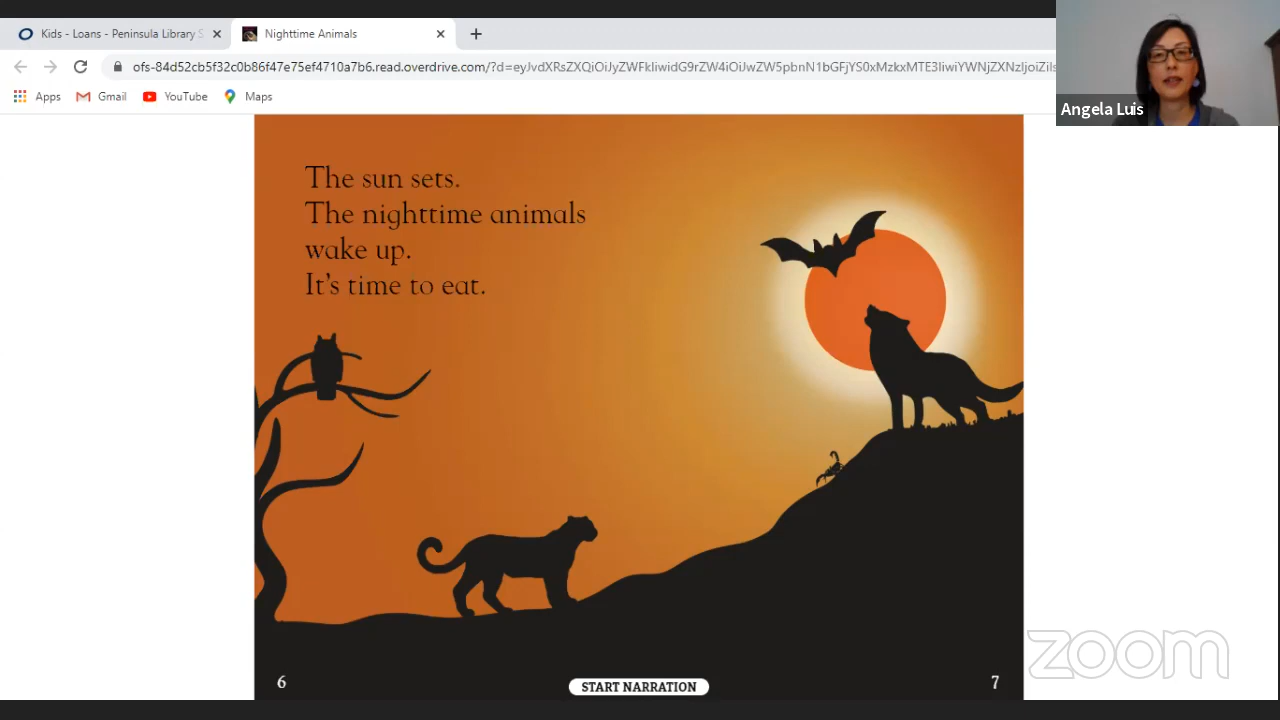 Kids - Loans - Peninsula Library S
Nighttime Animals
ofs-84d52cb5f32c0b86f47e75ef4710a7b6.read.overdrive.com/?d=
Apps
Gmail
YouTube
Maps
Angela Luis
The sun sets.
The nighttime animals
wake up.
It's time to eat.
6
START NARRATION
7
zoom